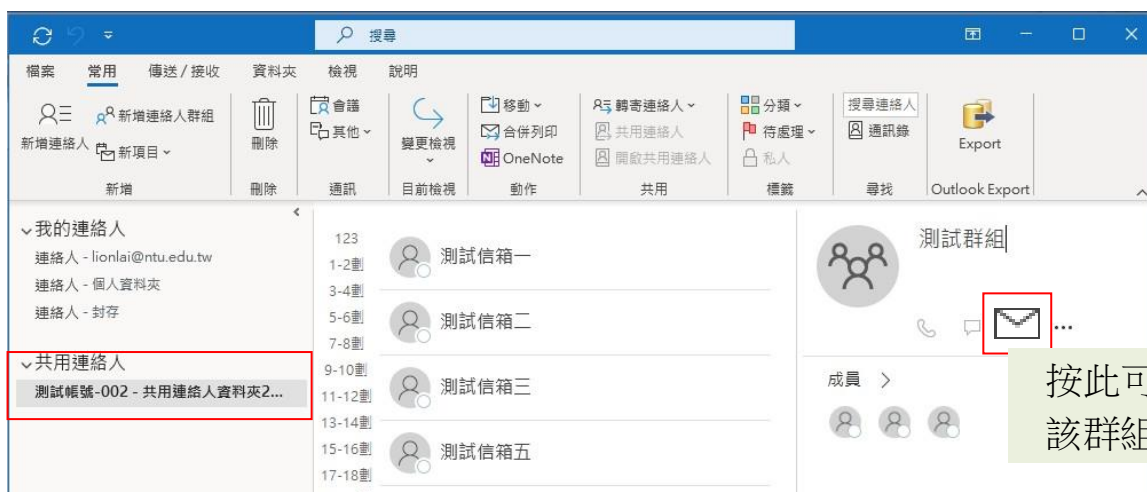 搜尋
檔案 常用 傳送 / 接收 資料夾 檢視 說明
新增連絡人
新增連絡人群組
新項目
新增
刪除
刪除
會議
其他
通訊
變更檢視
目前檢視
移動
合併列印
OneNote
動作
轉寄連絡人
共用連絡人
開啟共用連絡人
共用
分類
待處理
私人
標籤
搜尋連絡人
通訊錄
尋找
Export
Outlook Export
我的連絡人
連絡人 - lionlai@ntu.edu.tw
連絡人 - 個人資料夾
連絡人 - 封存
共用連絡人
測試帳號-002 - 共用連絡人資料夾2...
123
1-2劃
3-4劃
5-6劃
7-8劃
9-10劃
11-12劃
13-14劃
15-16劃
17-18劃
測試信箱一
測試信箱二
測試信箱三
測試信箱五
測試群組
...
成員
按此可
該群組